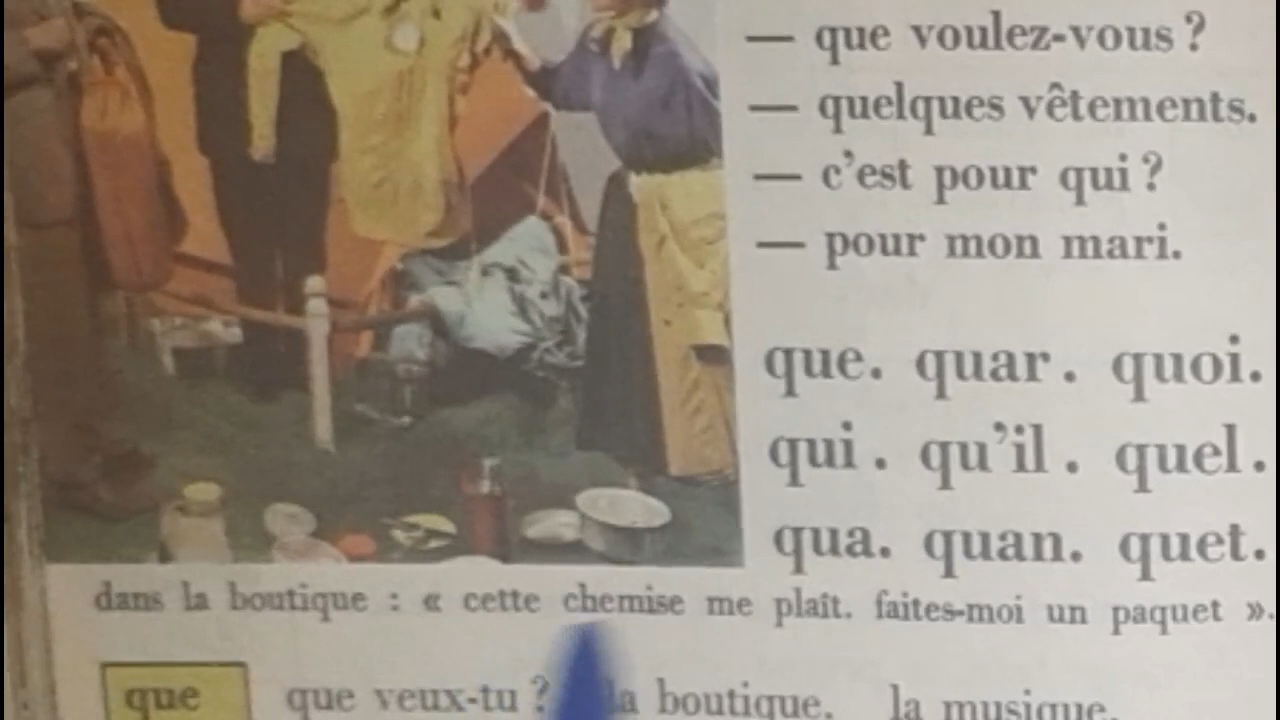 — que voulez-vous ?
— quelques vêtements.
— c'est pour qui ?
— pour mon mari.
que. quar. quoi.
qui. qu'il. quel.
qua. quan. quet.
dans la boutique : « cette chemise me plaît. faites-moi un paquet ».
que que veux-tu ? la boutique. la musique.